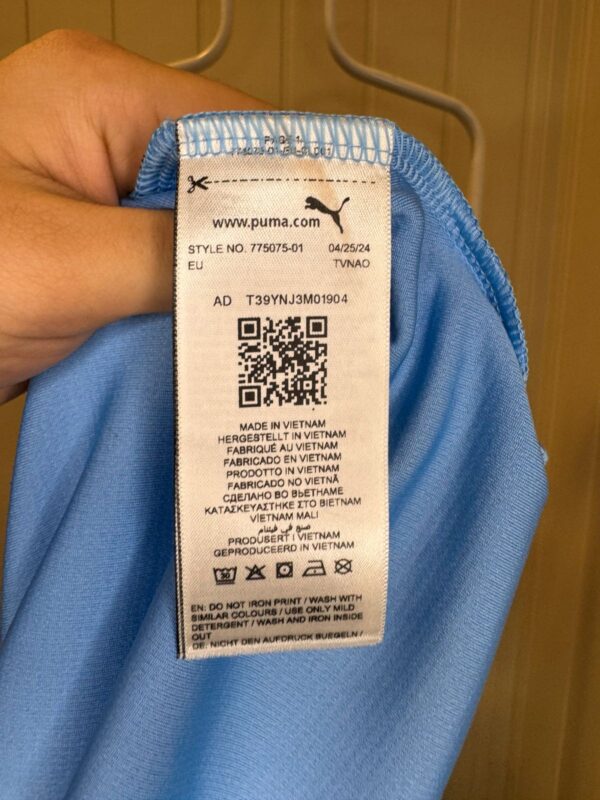 www.puma.com
STYLE NO. 775075-01 04/25/24
EU TVNAO
AD T39YNJ3M01904
MADE IN VIETNAM
HERGESTELLT IN VIETNAM
FABRIQUÉ AU VIETNAM
FABRICADO EN VIETNAM
PRODOTTO IN VIETNAM
FABRICADO NO VIETNÃ
СДЕЛАНО ВО ВЬЕТНАМЕ
ΚΑΤΑΣΚΕΥΑΣΤΗΚΕ ΣΤΟ ΒΙΕΤΝΑΜ
VIETNAM MALI
صنع في فيتنام
PRODUSERT I VIETNAM
GEPRODUCEERD IN VIETNAM
30
EN: DO NOT IRON PRINT / WASH WITH
SIMILAR COLOURS / USE ONLY MILD
DETERGENT / WASH AND IRON INSIDE
OUT
DE: NICHT DEN AUFDRUCK BUEGELN /